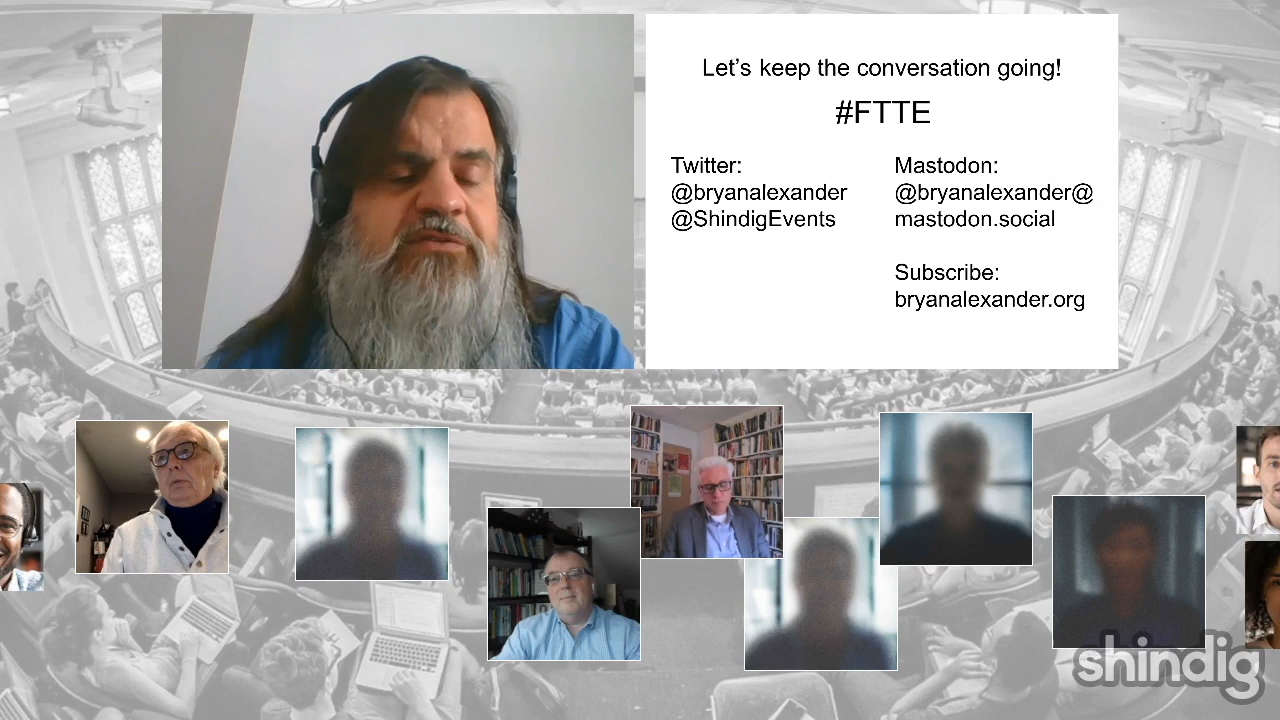 Let's keep the conversation going!
#FTTE
Twitter:
@bryanalexander
@ShindigEvents
Mastodon:
@bryanalexander@
mastodon.social
Subscribe:
bryanalexander.org
shindig